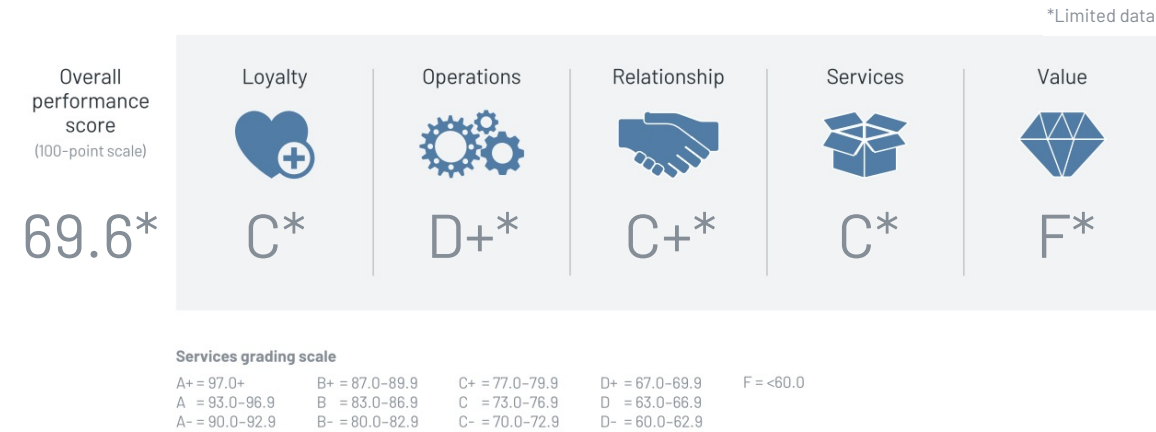 *Limited data
Overall
performance
score
(100-point scale)
69.6*
Loyalty
C*
Operations
D+*
Relationship
C+*
Services
C*
Value
F*
Services grading scale
A+ = 97.0+
A = 93.0–96.9
A- = 90.0–92.9
B+ = 87.0–89.9
B = 83.0–86.9
B- = 80.0–82.9
C+ = 77.0–79.9
C = 73.0–76.9
C- = 70.0–72.9
D+ = 67.0–69.9
D = 63.0–66.9
D- = 60.0–62.9
F = <60.0